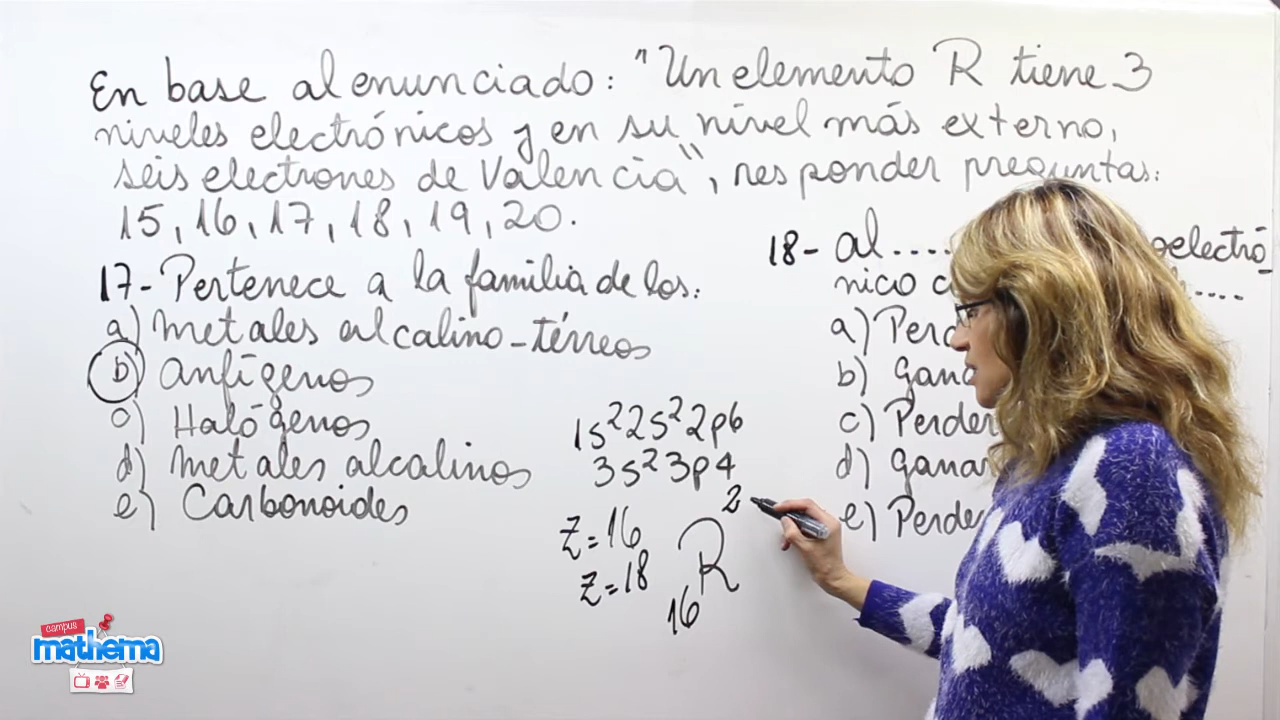 En base al enunciado: "Un elemento R tiene 3
niveles electrónicos y en su nivel más externo,
seis electrones de Valencia", responder preguntas:
15, 16, 17, 18, 19, 20.
17- Pertenece a la familia de los:
a) Metales alcalino-térreos
b) Anfígenos
c) Halógenos
d) Metales alcalinos
e) Carbonoides
1s² 2s² 2p6
3s² 3p4
Z=16
Z=18
R
2
16
18- al ....
nico
a) Perd
b) Gana
c) Perder
d) Ganar
e) Perde
campus
mathema